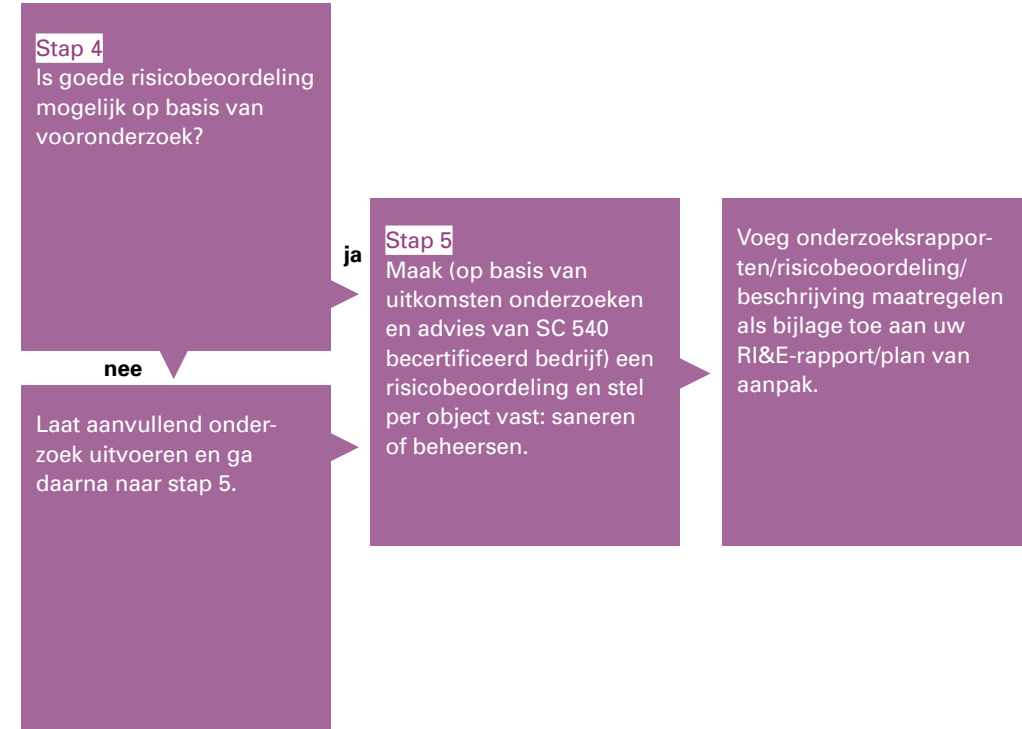 Stap 4
Is goede risicobeoordeling
mogelijk op basis van
vooronderzoek?
nee
Laat aanvullend onder-
zoek uitvoeren en ga
daarna naar stap 5.
ja
Stap 5
Maak (op basis van
uitkomsten onderzoeken
en advies van SC 540
becertificeerd bedrijf) een
risicobeoordeling en stel
per object vast: saneren
of beheersen.
Voeg onderzoeksrappor-
ten/risicobeoordeling/
beschrijving maatregelen
als bijlage toe aan uw
RI&E-rapport/plan van
aanpak.